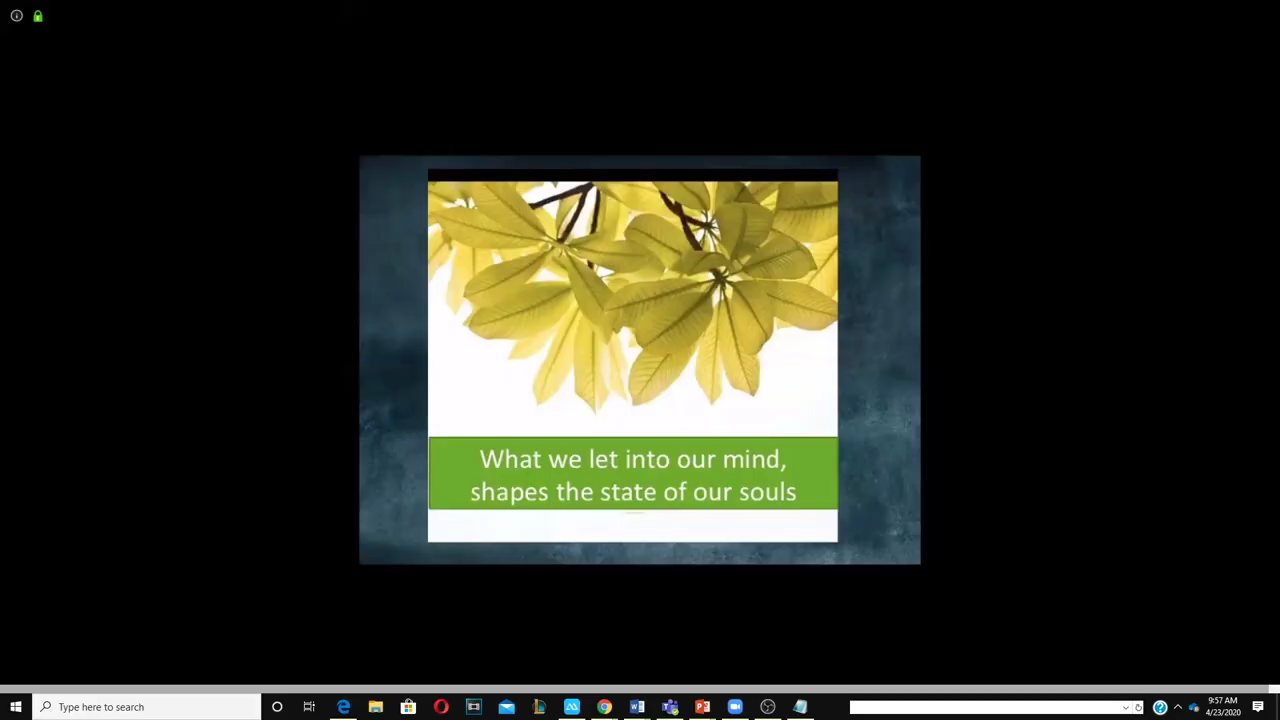 What we let into our mind,
shapes the state of our souls
Type here to search
9:57 AM
4/23/2020